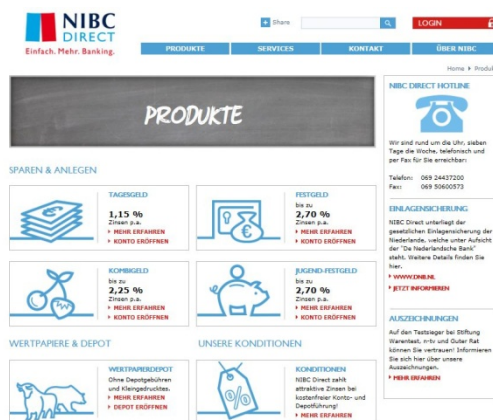 NIBC
DIRECT
Einfach. Mehr. Banking.
Share
LOGIN
PRODUKTE
SERVICES
KONTAKT
ÜBER NIBC
Home
PRODUKTE
SPAREN & ANLEGEN
TAGESGELD
1,15 %
Zinsen p.a.
MEHR ERFAHREN
KONTO ERÖFFNEN
FESTGELD
bis zu
2,70 %
Zinsen p.a.
MEHR ERFAHREN
KONTO ERÖFFNEN
KOMBIGELD
bis zu
2,25 %
Zinsen p.a.
MEHR ERFAHREN
KONTO ERÖFFNEN
JUGEND-FESTGELD
bis zu
2,70 %
Zinsen p.a.
MEHR ERFAHREN
KONTO ERÖFFNEN
WERTPAPIERE & DEPOT
WERTPAPIERDEPOT
Ohne Depotgebühren
und Kleingedrucktes.
MEHR ERFAHREN
DEPOT ERÖFFNEN
UNSERE KONDITIONEN
%
KONDITIONEN
NIBC Direct zahlt
attraktive Zinsen bei
kostenfreier Konto- und
Depotführung!
MEHR ERFAHREN
NIBC DIRECT HOTLINE
Wir sind rund um die Uhr, sieben
Tage die Woche, telefonisch und
per Fax für Sie erreichbar:
Telefon: 069 24437200
Fax: 069 50600573
EINLAGENSICHERUNG
NIBC Direct unterliegt der
gesetzlichen Einlagensicherung der
Niederlande, welche unter Aufsicht
der "De Nederlandsche Bank"
steht. Weitere Details finden Sie
hier.
WWW.DNB.NL
JETZT INFORMIEREN
AUSZEICHNUNGEN
Auf den Testsieger bei Stiftung
Warentest, n-tv und Guter Rat
können Sie vertrauen! Informieren
Sie sich hier über unsere
Auszeichnungen.
MEHR ERFAHREN